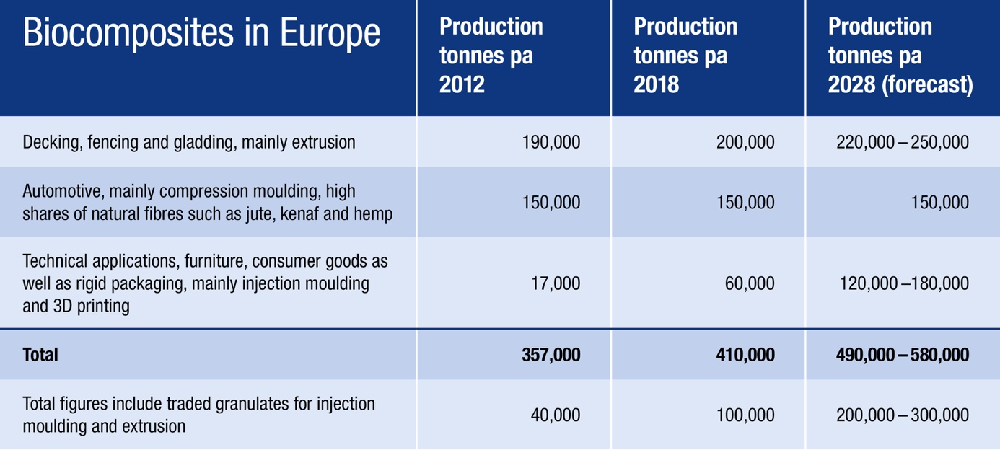 Biocomposites in Europe
Production
tonnes pa
2012
Production
tonnes pa
2018
Production
tonnes pa
2028 (forecast)
Decking, fencing and gladding, mainly extrusion
190,000
200,000
220,000 – 250,000
Automotive, mainly compression moulding, high
shares of natural fibres such as jute, kenaf and hemp
150,000
150,000
150,000
Technical applications, furniture, consumer goods as
well as rigid packaging, mainly injection moulding
and 3D printing
17,000
60,000
120,000 –180,000
Total
357,000
410,000
490,000 – 580,000
Total figures include traded granulates for injection
moulding and extrusion
40,000
100,000
200,000 – 300,000